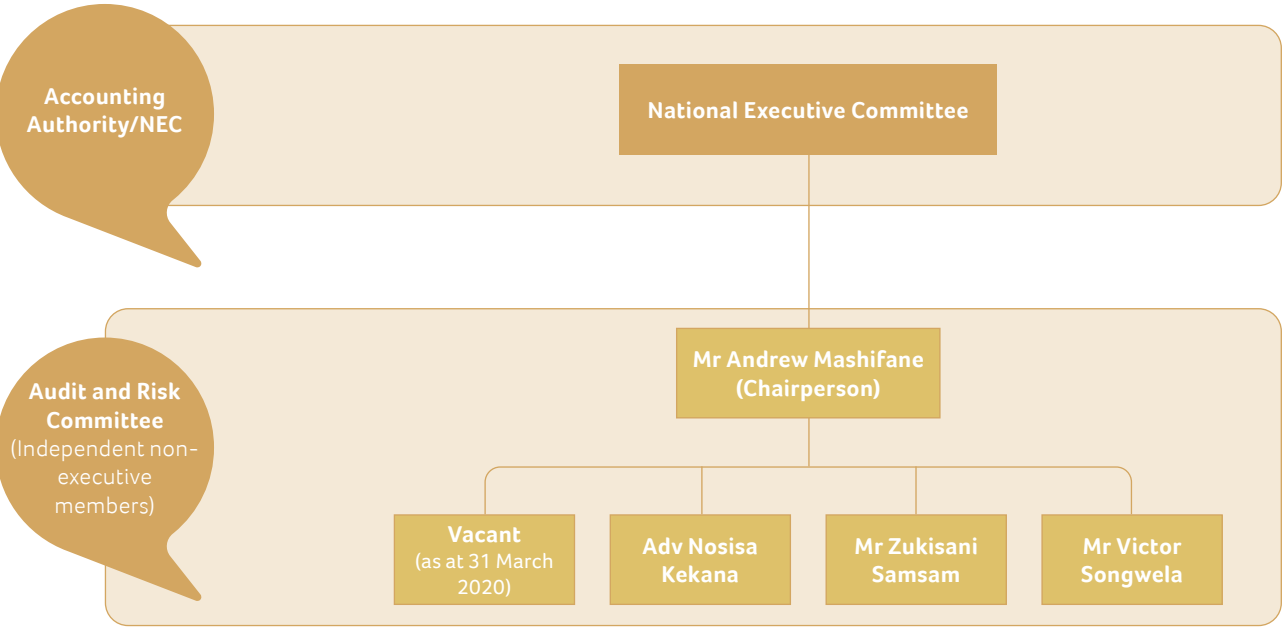 Accounting
Authority/NEC
National Executive Committee
Audit and Risk
Committee
(Independent non-
executive
members)
Mr Andrew Mashifane
(Chairperson)
Vacant
(as at 31 March
2020)
Adv Nosisa
Kekana
Mr Zukisani
Samsam
Mr Victor
Songwela